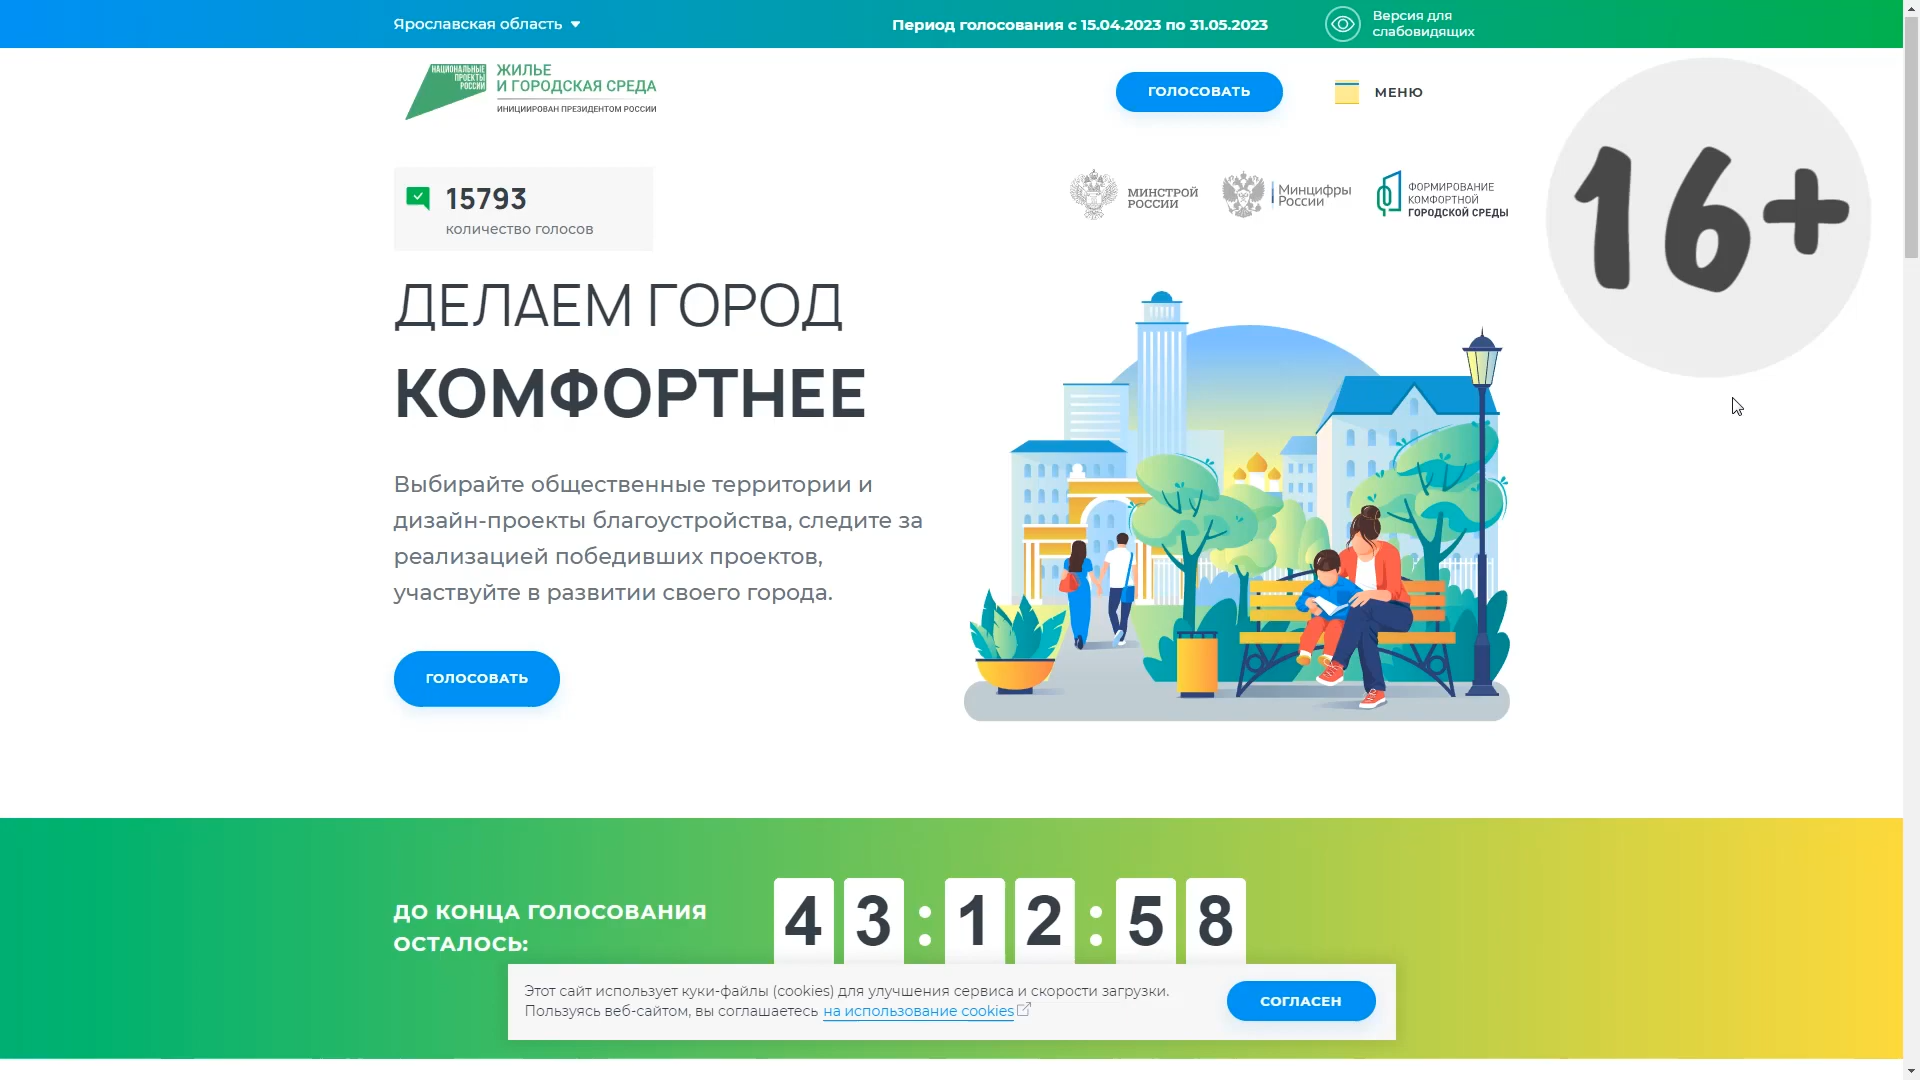 Ярославская область
Период голосования с 15.04.2023 по 31.05.2023
Версия для
слабовидящих
НАЦИОНАЛЬНЫЕ
ПРОЕКТЫ
РОССИИ
ЖИЛЬЕ
И ГОРОДСКАЯ СРЕДА
ИНИЦИИРОВАН ПРЕЗИДЕНТОМ РОССИИ
ГОЛОСОВАТЬ
МЕНЮ
16+
15793
количество голосов
МИНСТРОЙ
РОССИИ
Минцифры
России
ФОРМИРОВАНИЕ
КОМФОРТНОЙ
ГОРОДСКОЙ СРЕДЫ
ДЕЛАЕМ ГОРОД
КОМФОРТНЕЕ
Выбирайте общественные территории и
дизайн-проекты благоустройства, следите за
реализацией победивших проектов,
участвуйте в развитии своего города.
ГОЛОСОВАТЬ
ДО КОНЦА ГОЛОСОВАНИЯ
ОСТАЛОСЬ:
43:12:58
Этот сайт использует куки-файлы (cookies) для улучшения сервиса и скорости загрузки.
Пользуясь веб-сайтом, вы соглашаетесь на использование cookies
СОГЛАСЕН